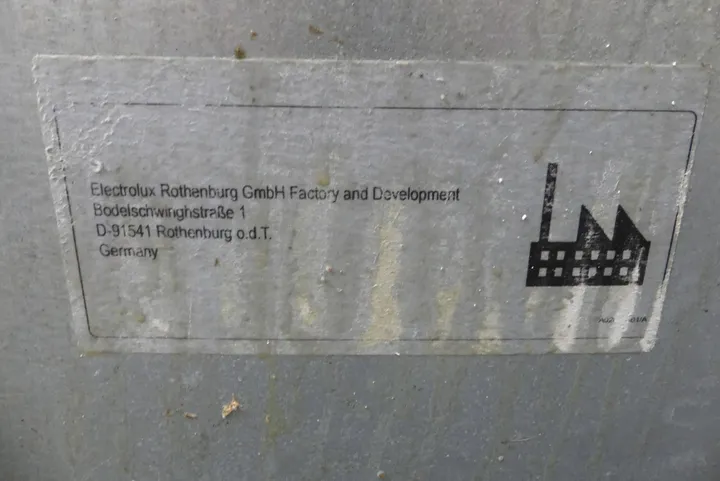 Electrolux Rothenburg GmbH Factory and Development
Bodelschwinghstraße 1
D-91541 Rothenburg o.d.T.
Germany